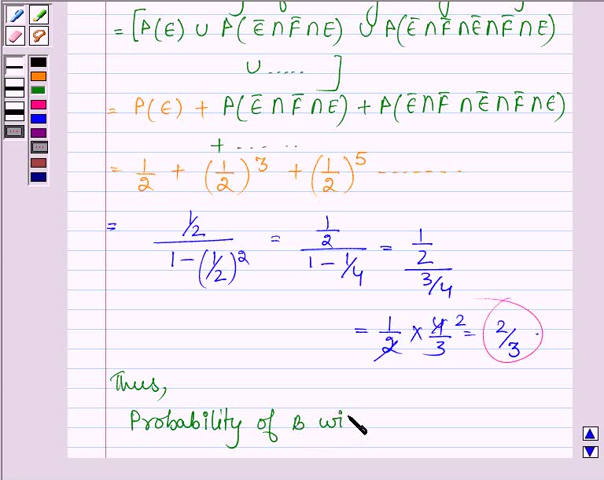 = [P(E) ∪ P(Ē∩F̄∩E) ∪ P(Ē∩F̄∩Ē∩F̄∩E)
∪ ..... ]
= P(E) + P(Ē∩F̄∩E) + P(Ē∩F̄∩Ē∩F̄∩E)
+ .....
= 1/2 + (1/2)^3 + (1/2)^5 ........
= (1/2)/(1-(1/2)^2) = (1/2)/(1-1/4) = (1/2)/(3/4)
= 1/2 × 4/3 ^2 = 2/3 .
Thus,
Probability of B wi